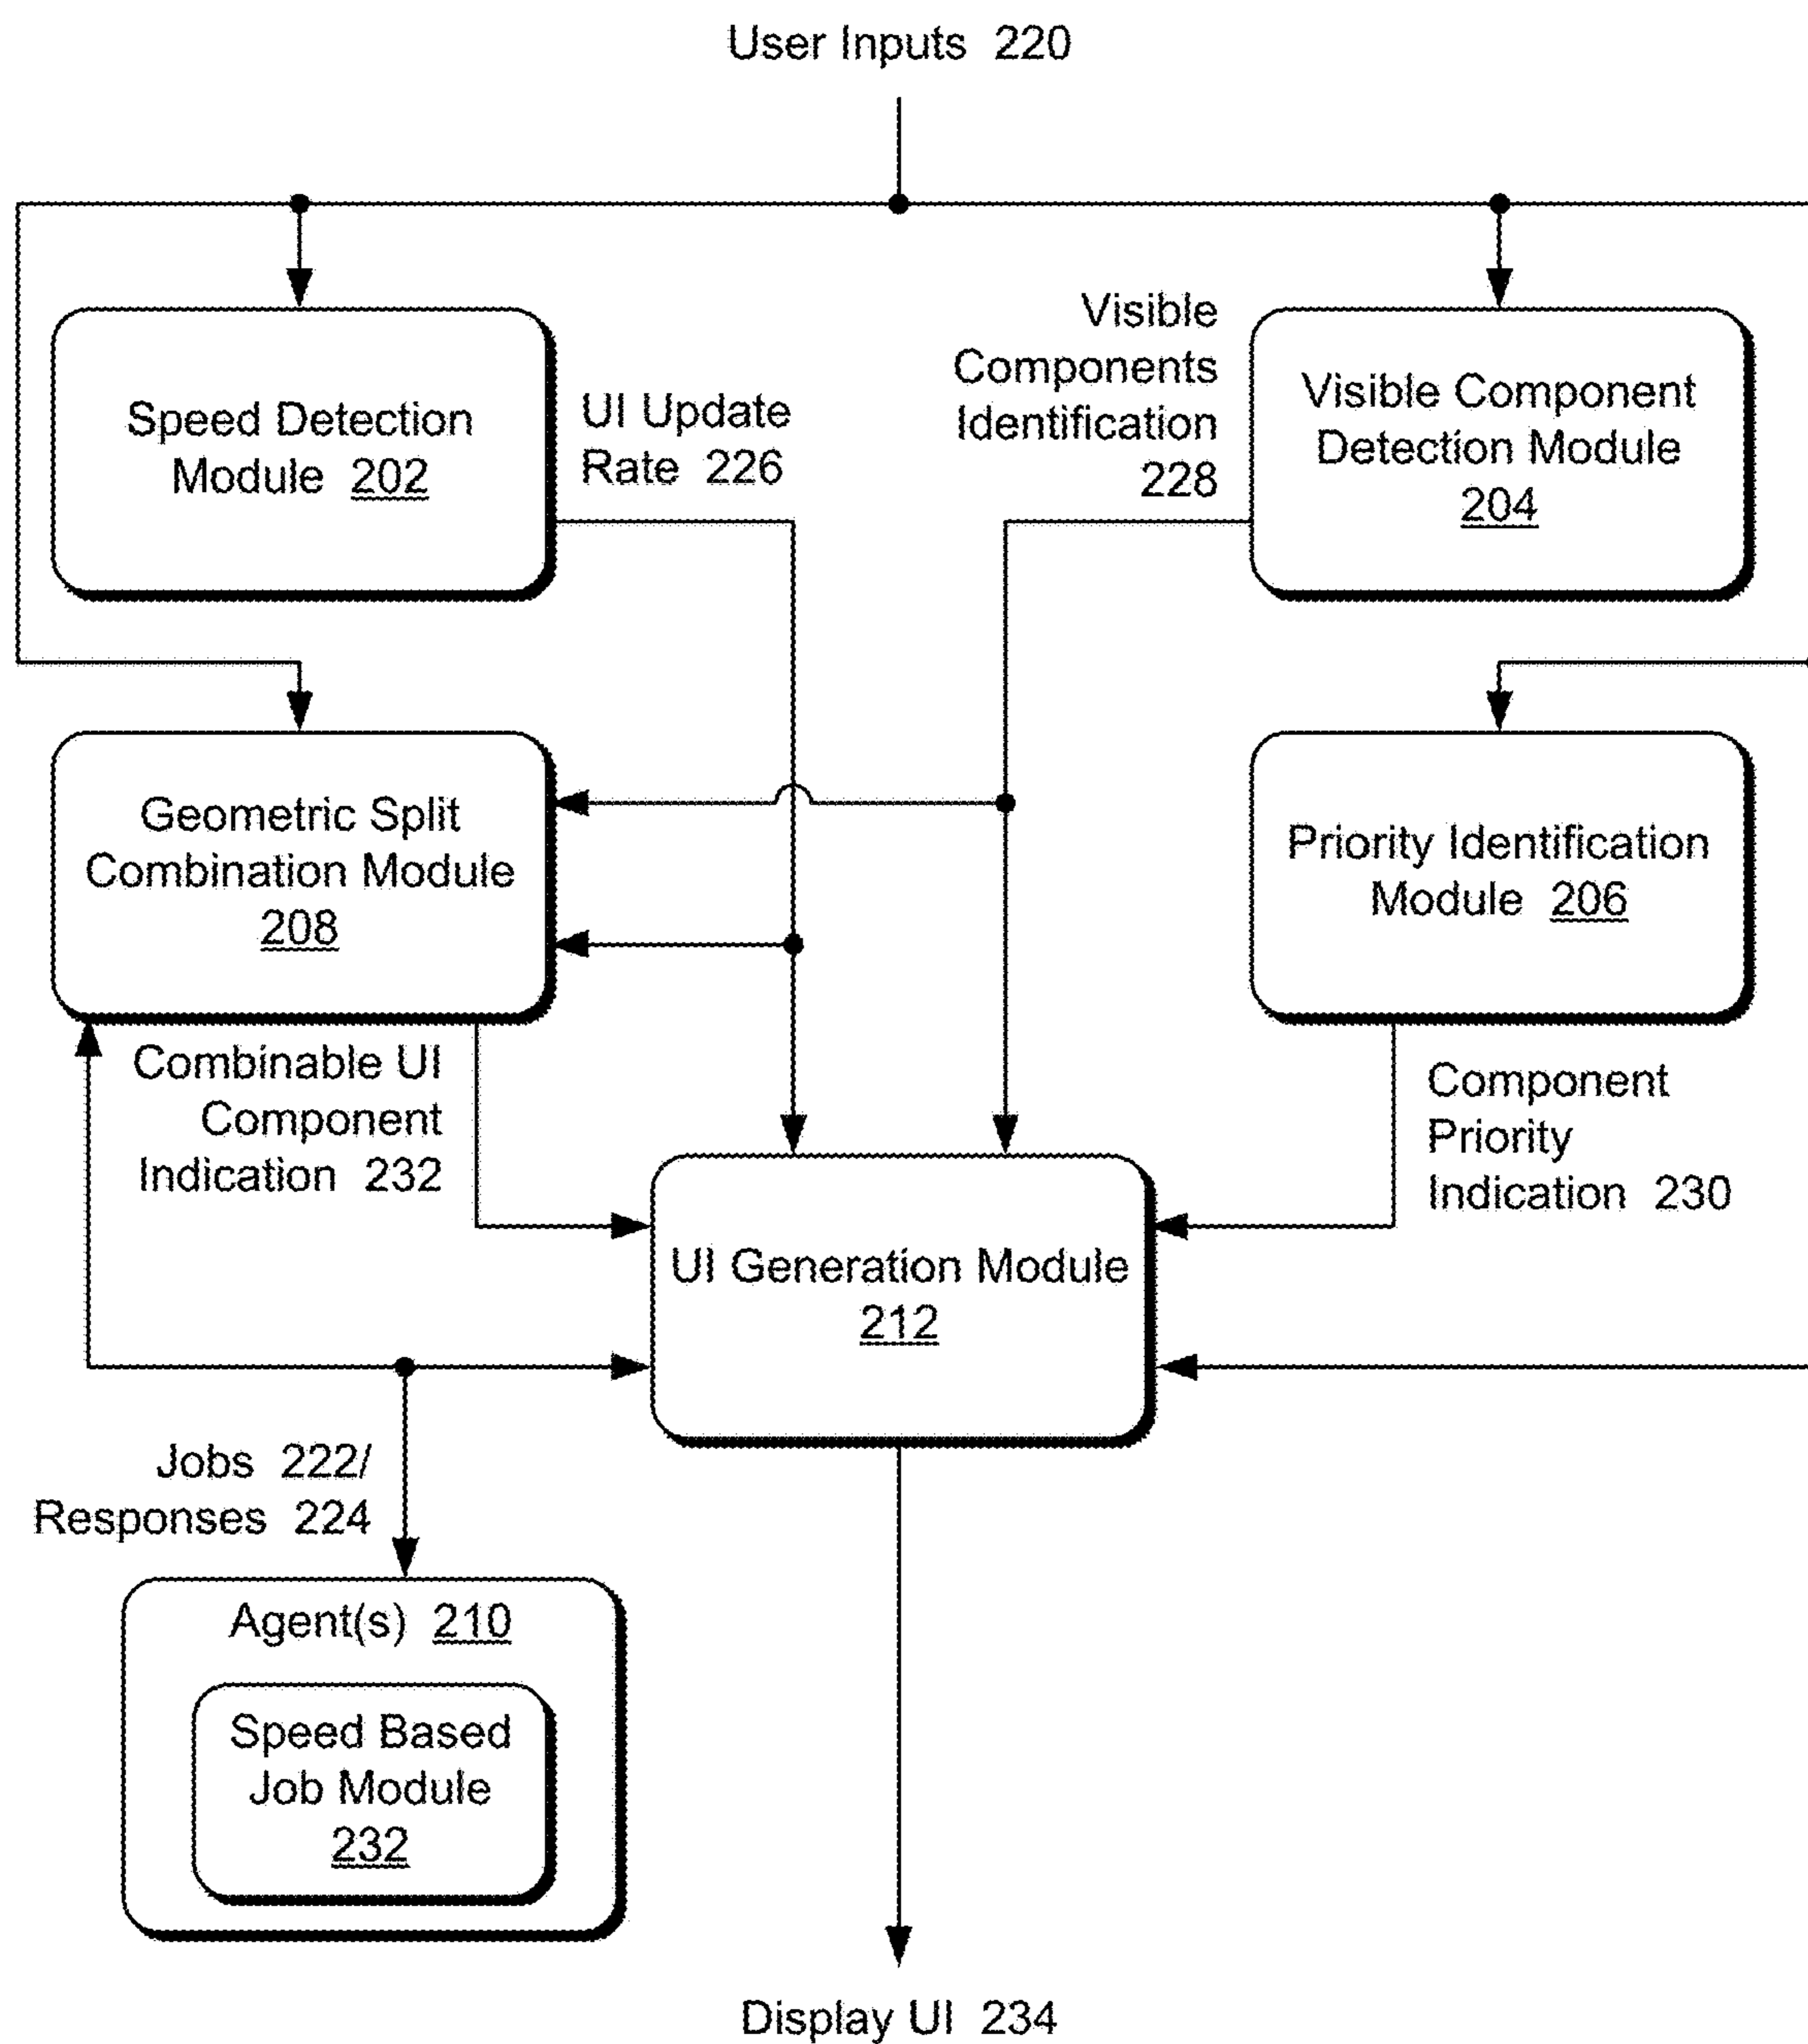 User Inputs 220
Speed Detection
Module 202
UI Update
Rate 226
Visible
Components
Identification
228
Visible Component
Detection Module
204
Geometric Split
Combination Module
208
Priority Identification
Module 206
Combinable UI
Component
Indication 232
Component
Priority
Indication 230
UI Generation Module
212
Jobs 222/
Responses 224
Agent(s) 210
Speed Based
Job Module
232
Display UI 234